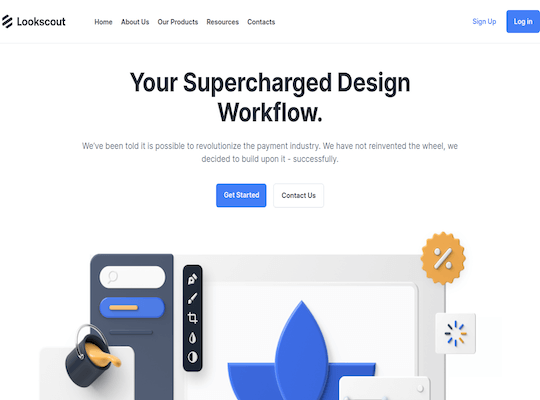 Lookscout
Home About Us Our Products Resources Contacts
Sign Up
Log in
Your Supercharged Design
Workflow.
We've been told it is possible to revolutionize the payment industry. We have not reinvented the wheel, we
decided to build upon it - successfully.
Get Started
Contact Us
%